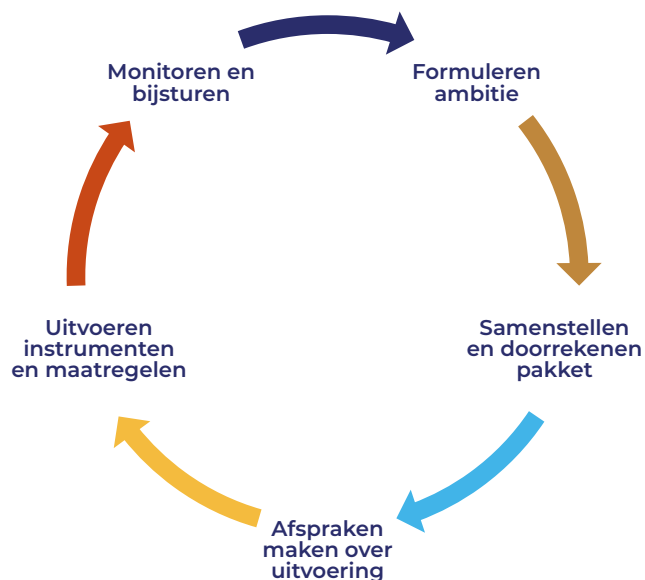 Monitoren en
bijsturen
Formuleren
ambitie
Samenstellen
en doorrekenen
pakket
Afspraken
maken over
uitvoering
Uitvoeren
instrumenten
en maatregelen